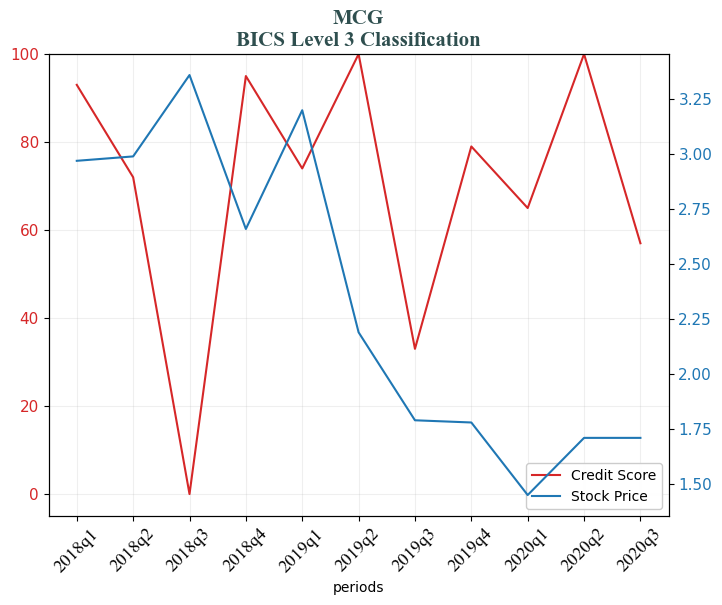 MCG
BICS Level 3 Classification
100
80
60
40
20
0
3.25
3.00
2.75
2.50
2.25
2.00
1.75
1.50
Credit Score
Stock Price
2018q1
2018q2
2018q3
2018q4
2019q1
2019q2
2019q3
2019q4
2020q1
2020q2
2020q3
periods